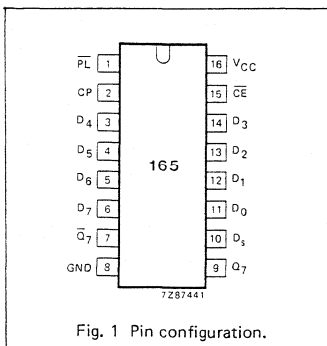 PL 1 16 VCC
CP 2 15 CE
D4 3 14 D3
D5 4 13 D2
165
D6 5 12 D1
D7 6 11 D0
Q7 7 10 Ds
GND 8 9 Q7
7Z87441
Fig. 1 Pin configuration.